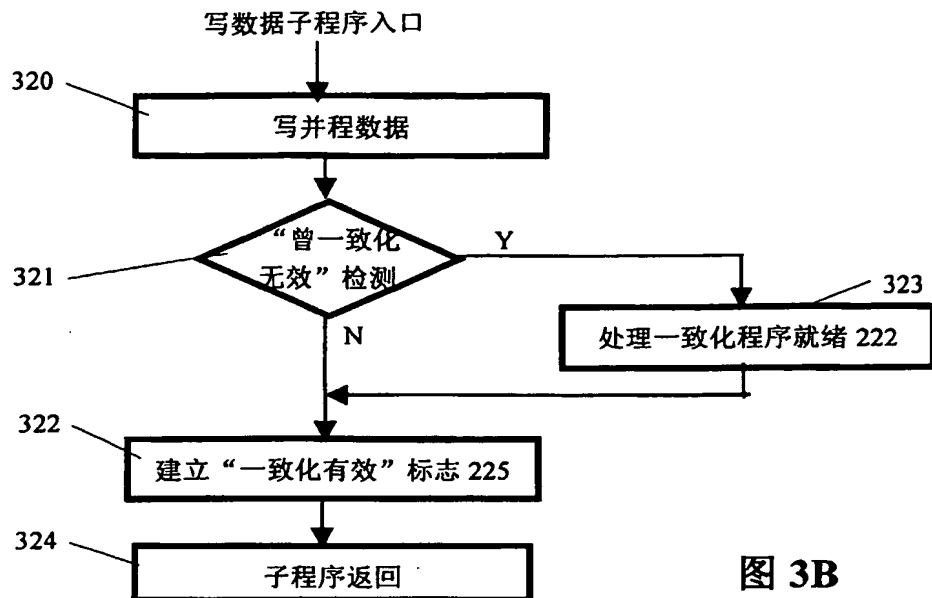 写数据子程序入口
320
写并程数据
“曾一致化
无效”检测
Y
321
323
N
处理一致化程序就绪 222
322
建立“一致化有效”标志 225
324
子程序返回
图 3B